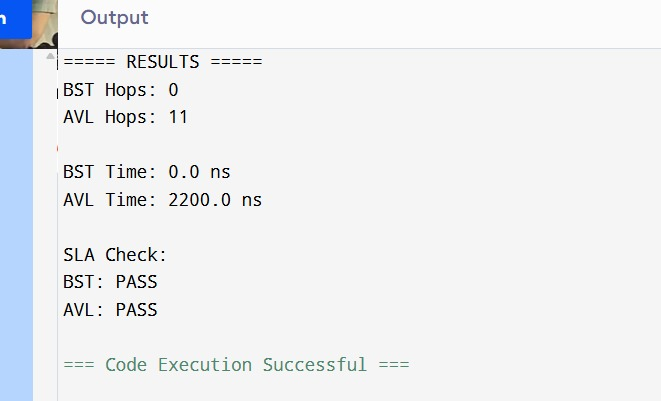 Output
===== RESULTS =====
BST Hops: 0
AVL Hops: 11
BST Time: 0.0 ns
AVL Time: 2200.0 ns
SLA Check:
BST: PASS
AVL: PASS
=== Code Execution Successful ===